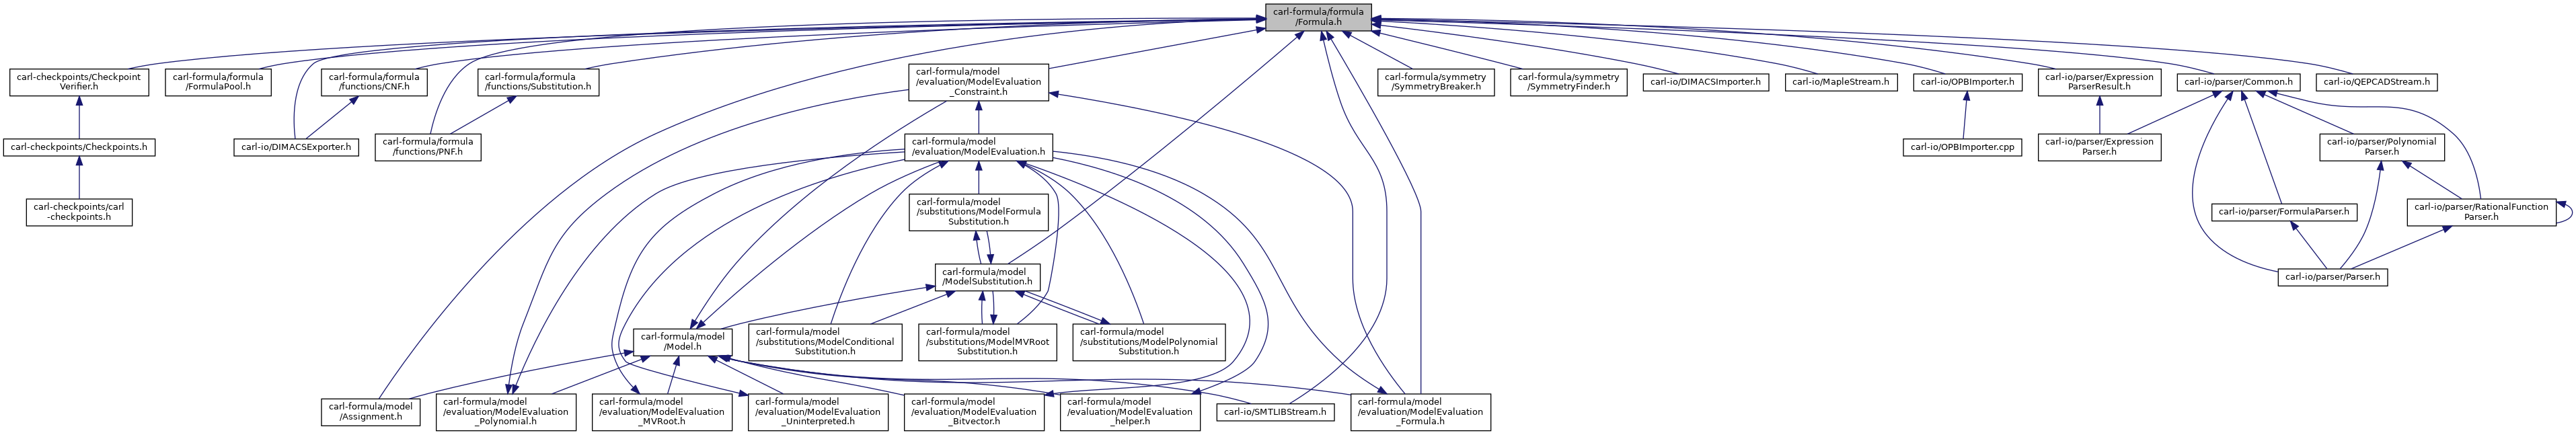 carl-formula/formula
/Formula.h
carl-checkpoints/Checkpoint
Verifier.h
carl-formula/formula
/FormulaPool.h
carl-formula/formula
/functions/CNF.h
carl-formula/formula
/functions/Substitution.h
carl-formula/model
/evaluation/ModelEvaluation
_Constraint.h
carl-formula/symmetry
/SymmetryBreaker.h
carl-formula/symmetry
/SymmetryFinder.h
carl-io/DIMACSImporter.h
carl-io/MapleStream.h
carl-io/OPBImporter.h
carl-io/parser/Expression
ParserResult.h
carl-io/parser/Common.h
carl-io/QEPCADStream.h
carl-checkpoints/Checkpoints.h
carl-io/DIMACSExporter.h
carl-formula/formula
/functions/PNF.h
carl-formula/model
/evaluation/ModelEvaluation.h
carl-io/OPBImporter.cpp
carl-io/parser/Expression
Parser.h
carl-io/parser/Polynomial
Parser.h
carl-checkpoints/carl
-checkpoints.h
carl-formula/model
/substitutions/ModelFormula
Substitution.h
carl-io/parser/FormulaParser.h
carl-io/parser/RationalFunction
Parser.h
carl-formula/model
/ModelSubstitution.h
carl-io/parser/Parser.h
carl-formula/model
/Model.h
carl-formula/model
/substitutions/ModelConditional
Substitution.h
carl-formula/model
/substitutions/ModelMVRoot
Substitution.h
carl-formula/model
/substitutions/ModelPolynomial
Substitution.h
carl-formula/model
/Assignment.h
carl-formula/model
/evaluation/ModelEvaluation
_Polynomial.h
carl-formula/model
/evaluation/ModelEvaluation
_MVRoot.h
carl-formula/model
/evaluation/ModelEvaluation
_Uninterpreted.h
carl-formula/model
/evaluation/ModelEvaluation
_Bitvector.h
carl-formula/model
/evaluation/ModelEvaluation
_helper.h
carl-io/SMTLIBStream.h
carl-formula/model
/evaluation/ModelEvaluation
_Formula.h